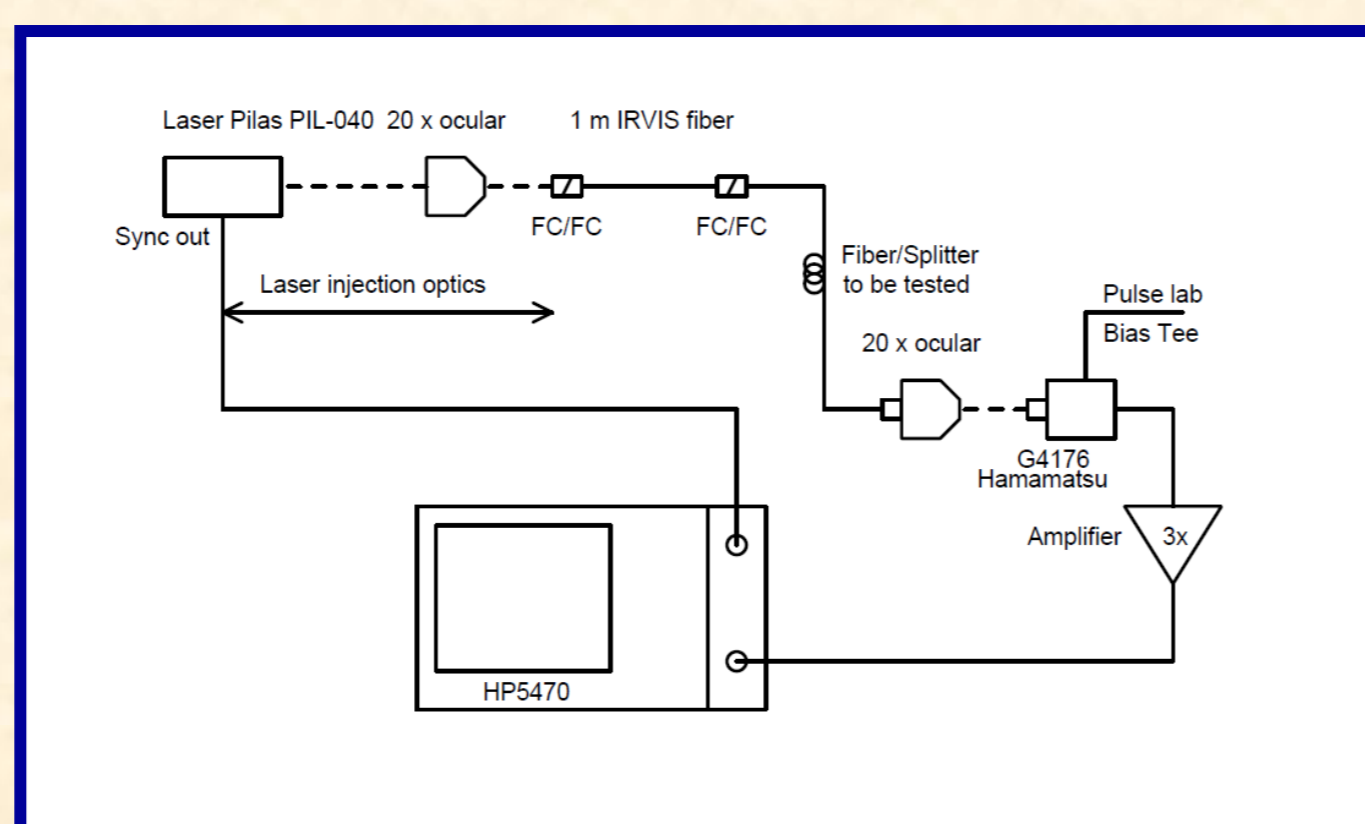 Laser Pilas PIL-040 20 x ocular 1 m IRVIS fiber
FC/FC FC/FC
Sync out
Fiber/Splitter
to be tested
Laser injection optics
Pulse lab
Bias Tee
20 x ocular
G4176
Hamamatsu
Amplifier 3x
HP5470